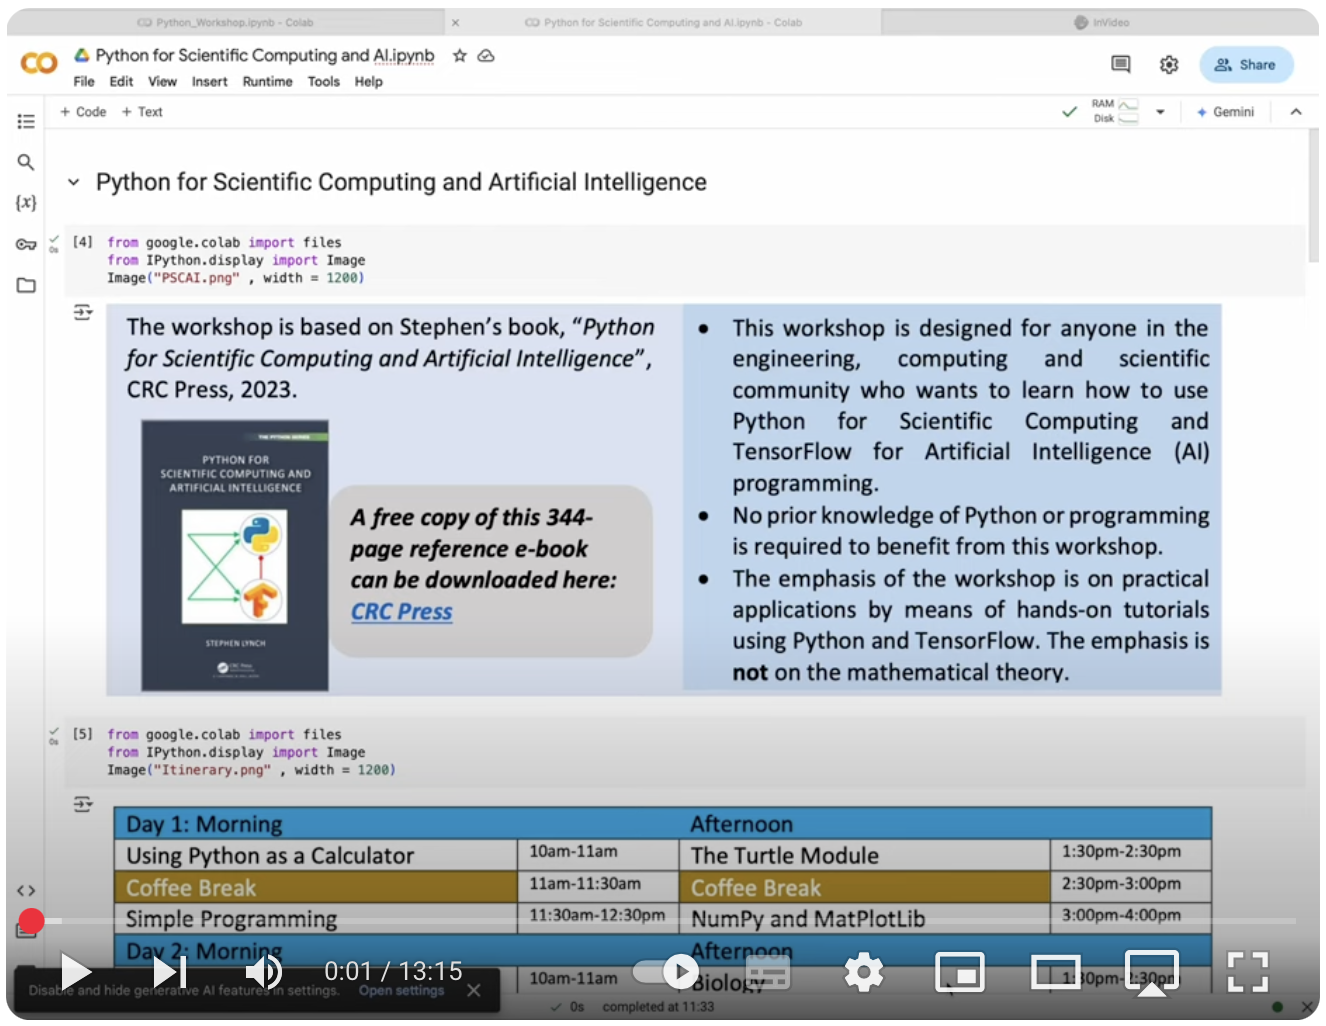 Python_Workshop.ipynb - Colab
Python for Scientific Computing and AI.ipynb - Colab
InVideo
Python for Scientific Computing and AI.ipynb
File Edit View Insert Runtime Tools Help
Share
+ Code + Text
RAM
Disk
Gemini
Python for Scientific Computing and Artificial Intelligence
{x}
0s
[4] from google.colab import files
from IPython.display import Image
Image("PSCAI.png" , width = 1200)
The workshop is based on Stephen's book, "Python
for Scientific Computing and Artificial Intelligence",
CRC Press, 2023.
THE PYTHON SERIES
PYTHON FOR
SCIENTIFIC COMPUTING AND
ARTIFICIAL INTELLIGENCE
STEPHEN LYNCH
CRC Press
A free copy of this 344-
page reference e-book
can be downloaded here:
CRC Press
• This workshop is designed for anyone in the
engineering, computing and scientific
community who wants to learn how to use
Python for Scientific Computing and
TensorFlow for Artificial Intelligence (AI)
programming.
• No prior knowledge of Python or programming
is required to benefit from this workshop.
• The emphasis of the workshop is on practical
applications by means of hands-on tutorials
using Python and TensorFlow. The emphasis is
not on the mathematical theory.
0s
[5] from google.colab import files
from IPython.display import Image
Image("Itinerary.png" , width = 1200)
Day 1: Morning Afternoon
Using Python as a Calculator 10am-11am The Turtle Module 1:30pm-2:30pm
Coffee Break 11am-11:30am Coffee Break 2:30pm-3:00pm
Simple Programming 11:30am-12:30pm NumPy and MatPlotLib 3:00pm-4:00pm
Day 2: Morning Afternoon
10am-11am Biology 1:30pm-2:30pm
0:01 / 13:15
Disable and hide generative AI features in settings. Open settings
0s completed at 11:33